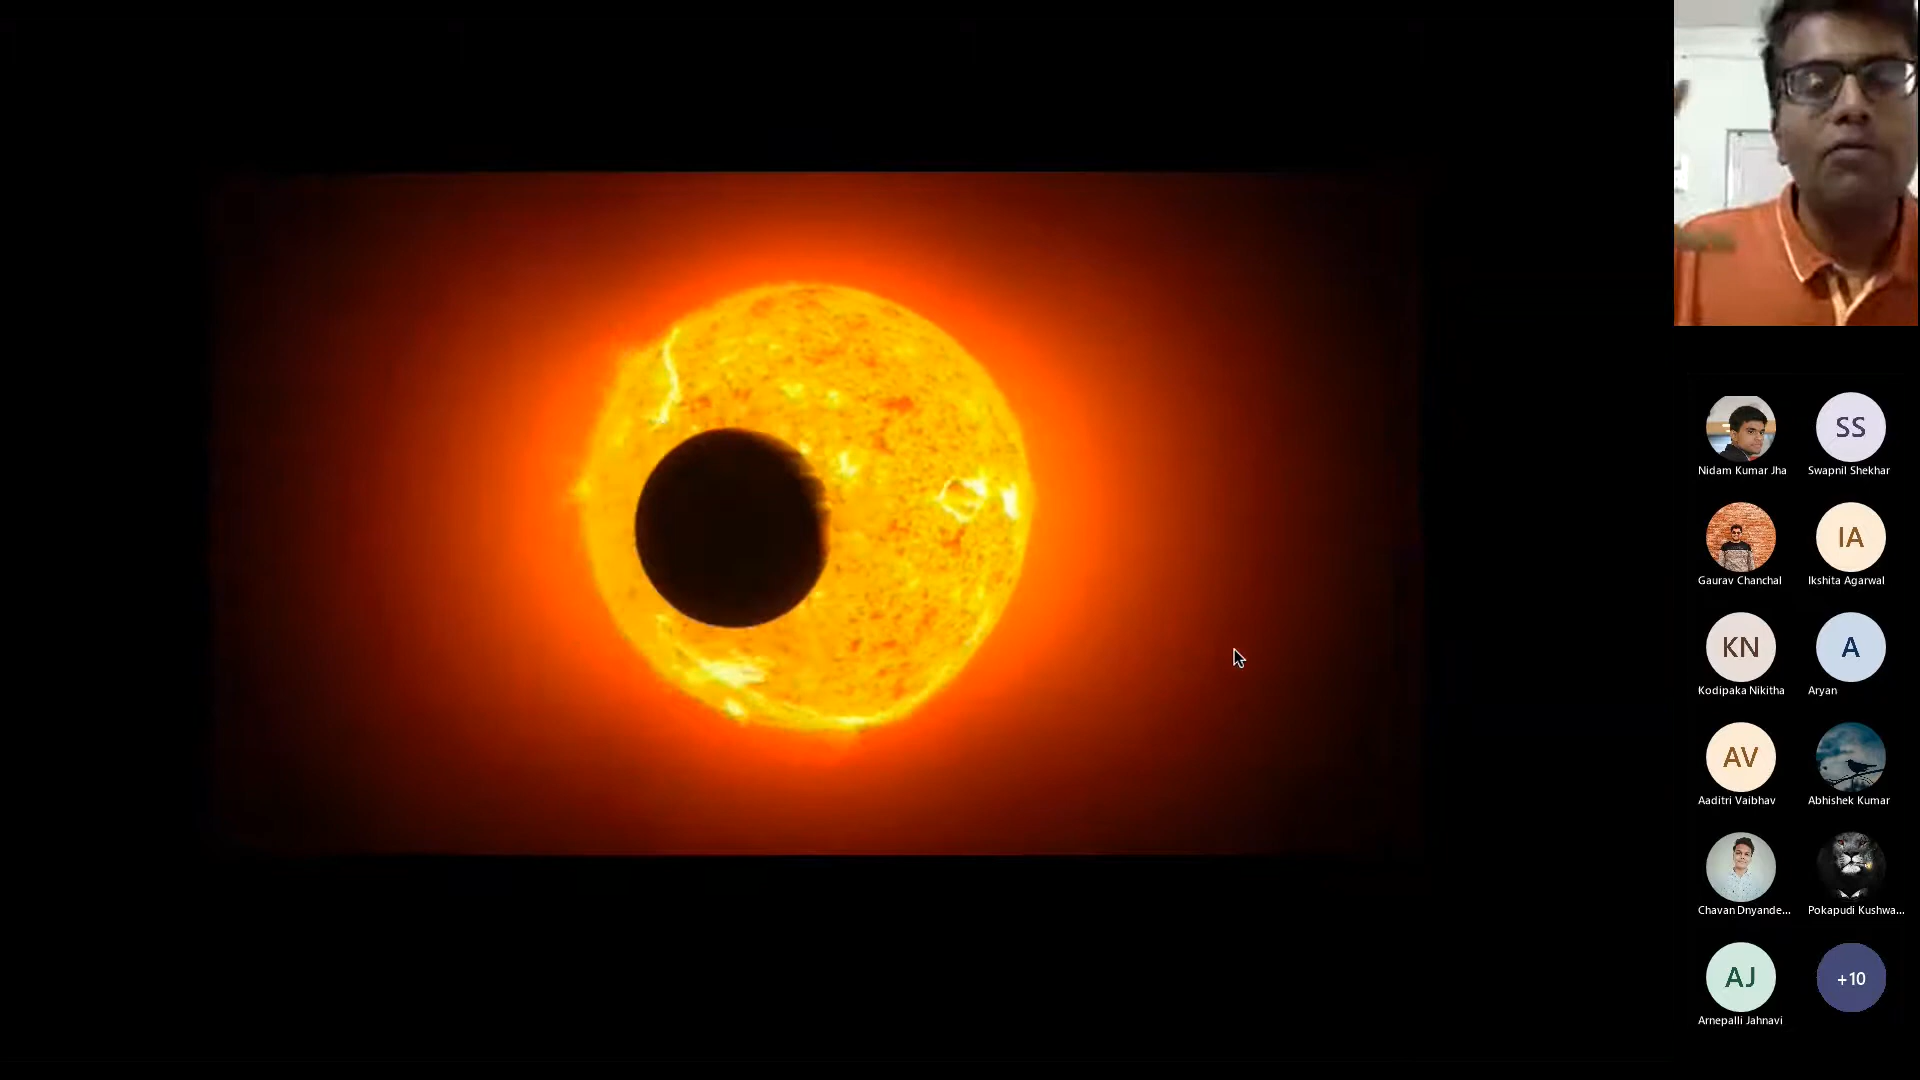 SS
Nidam Kumar Jha
Swapnil Shekhar
IA
Gaurav Chanchal
Ikshita Agarwal
KN
A
Kodipaka Nikitha
Aryan
AV
Aaditri Vaibhav
Abhishek Kumar
Chavan Dnyande...
Pokapudi Kushwa...
AJ
+10
Arnepalli Jahnavi